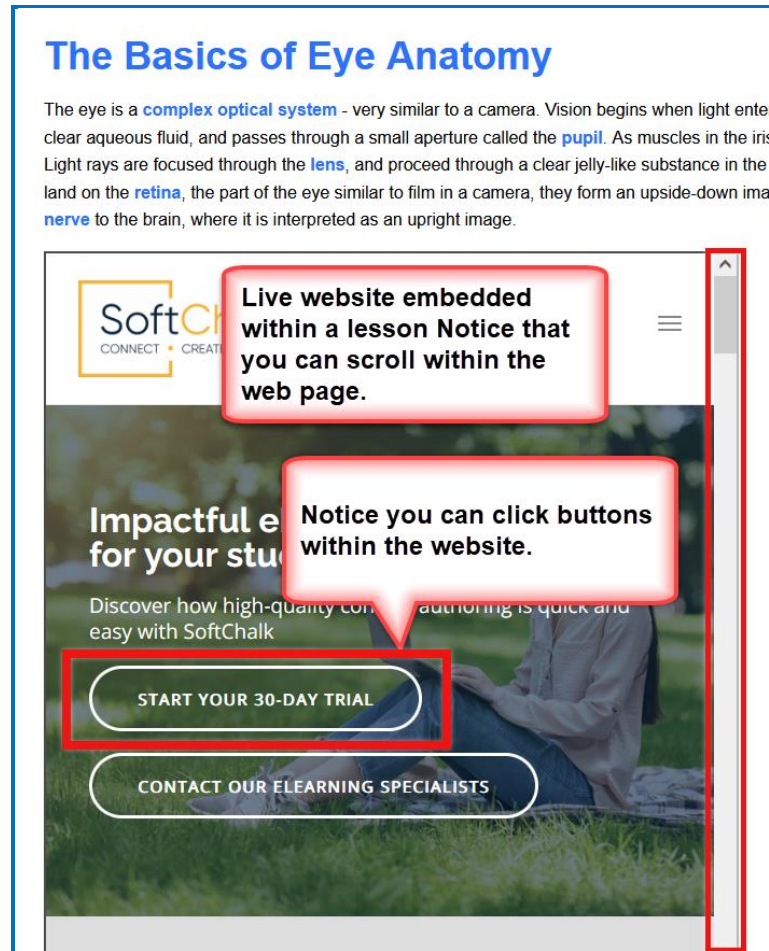 The Basics of Eye Anatomy
The eye is a complex optical system - very similar to a camera. Vision begins when light enter
clear aqueous fluid, and passes through a small aperture called the pupil. As muscles in the iris
Light rays are focused through the lens, and proceed through a clear jelly-like substance in the
land on the retina, the part of the eye similar to film in a camera, they form an upside-down ima
nerve to the brain, where it is interpreted as an upright image.
SoftCh
CONNECT • CREAT
Live website embedded
within a lesson Notice that
you can scroll within the
web page.
Impactful e
for your stu
Notice you can click buttons
within the website.
Discover how high-quality con authoring is quick and
easy with SoftChalk
START YOUR 30-DAY TRIAL
CONTACT OUR ELEARNING SPECIALISTS